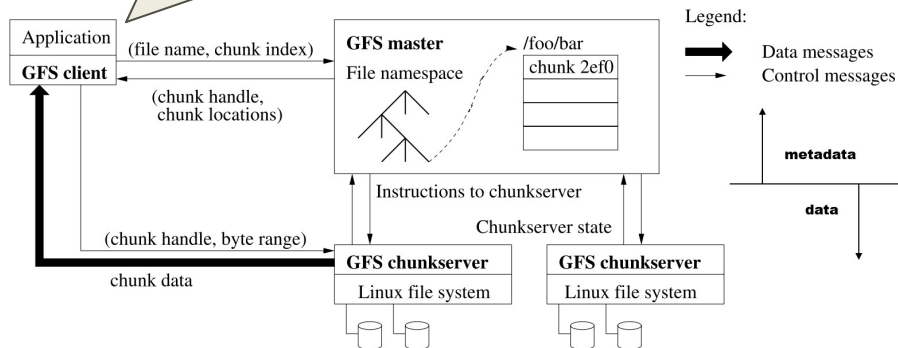 Application
GFS client
(file name, chunk index)
(chunk handle,
chunk locations)
GFS master
File namespace
/foo/bar
chunk 2ef0
Legend:
Data messages
Control messages
metadata
data
Instructions to chunkserver
Chunkserver state
(chunk handle, byte range)
chunk data
GFS chunkserver
Linux file system
GFS chunkserver
Linux file system